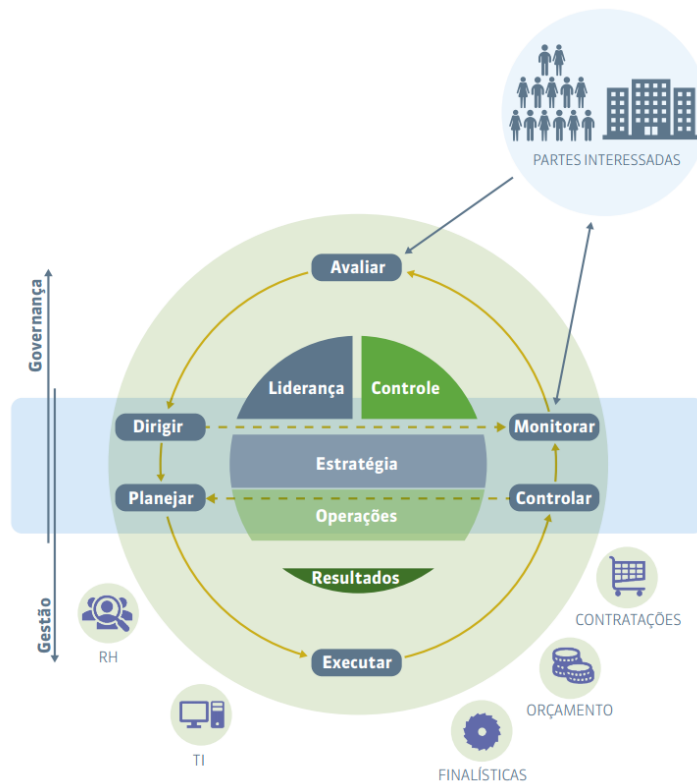 PARTES INTERESSADAS
Avaliar
Governança
Liderança
Controle
Dirigir
Monitorar
Estratégia
Planejar
Controlar
Operações
Resultados
Gestão
CONTRATAÇÕES
RH
Executar
ORÇAMENTO
TI
FINALÍSTICAS